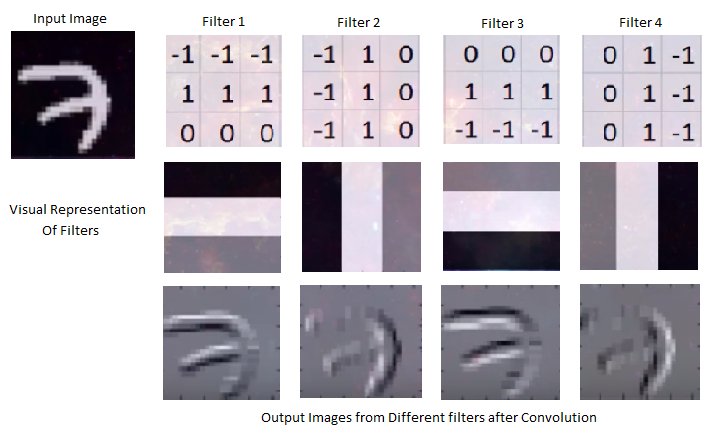 Input Image
Filter 1
Filter 2
Filter 3
Filter 4
-1 -1 -1
1 1 1
0 0 0
-1 1 0
-1 1 0
-1 1 0
0 0 0
1 1 1
-1 -1 -1
0 1 -1
0 1 -1
0 1 -1
Visual Representation
Of Filters
Output Images from Different filters after Convolution